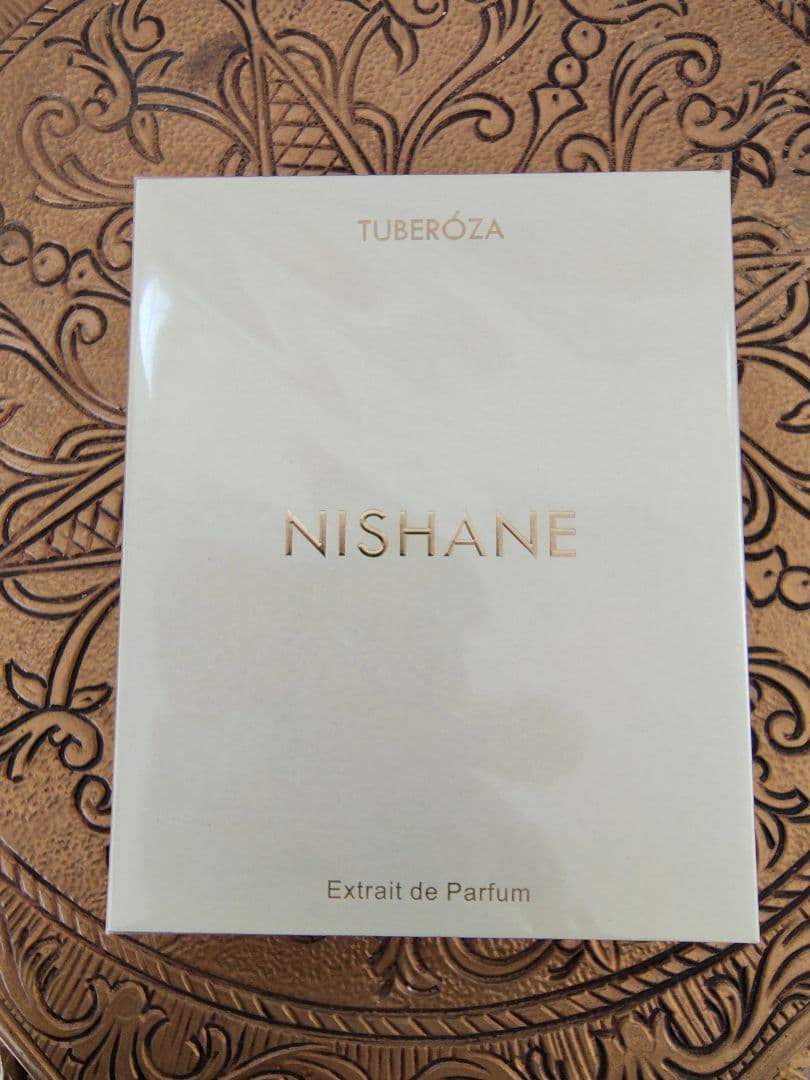 TUBERÓZA
NISHANE
Extrait de Parfum